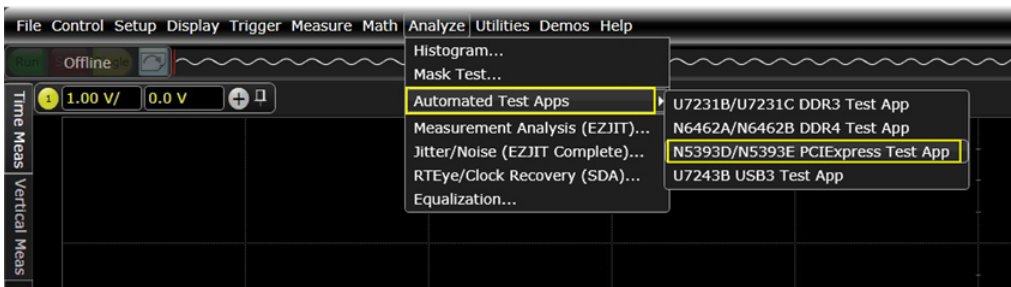 File Control Setup Display Trigger Measure Math Analyze Utilities Demos Help
Run Offline
1 1.00 V/ 0.0 V
Histogram...
Mask Test...
Automated Test Apps
Measurement Analysis (EZJIT)...
Jitter/Noise (EZJIT Complete)...
RTEye/Clock Recovery (SDA)...
Equalization...
U7231B/U7231C DDR3 Test App
N6462A/N6462B DDR4 Test App
N5393D/N5393E PCIExpress Test App
U7243B USB3 Test App
Time Meas
Vertical Meas